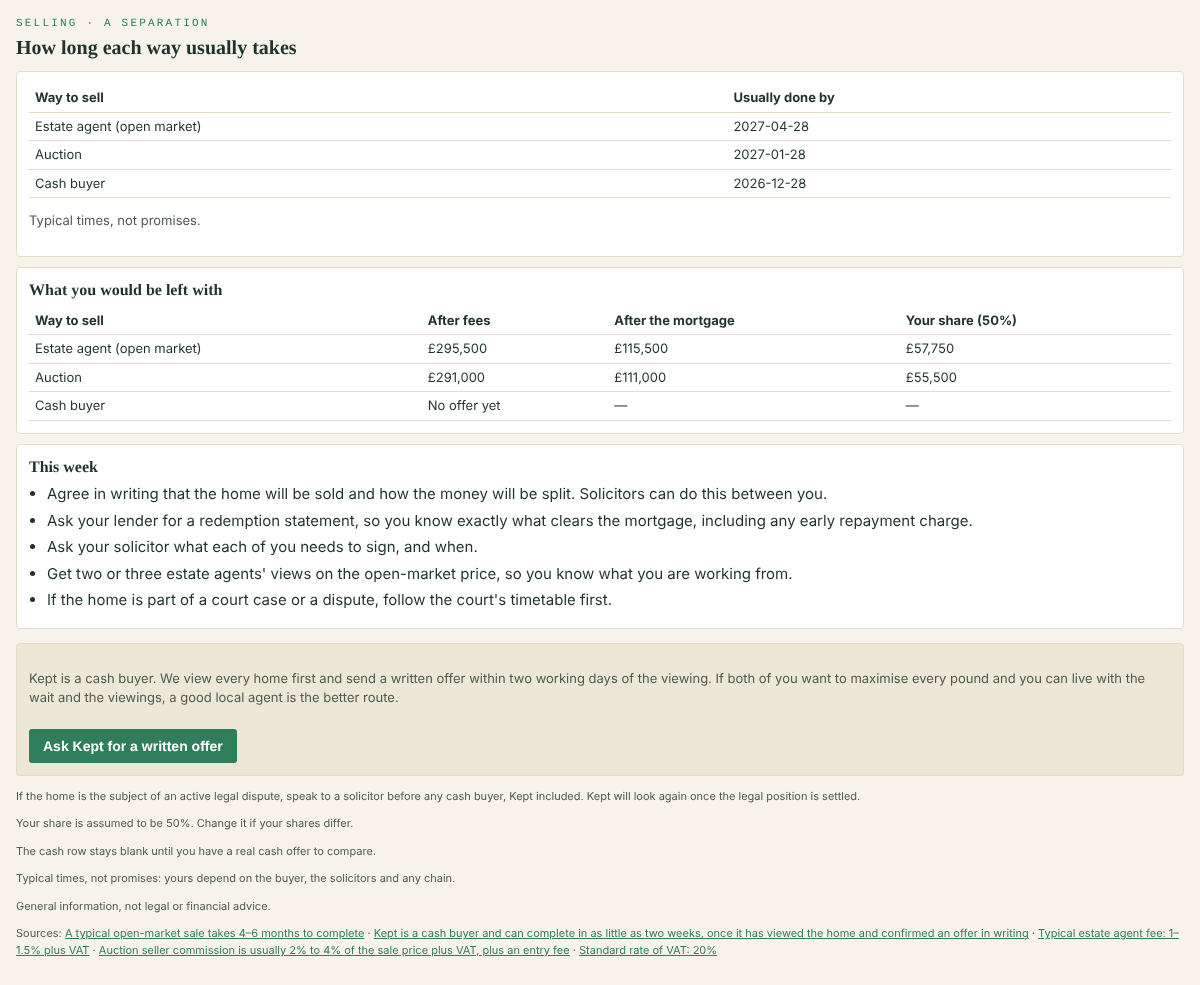 SELLING · A SEPARATION
How long each way usually takes
Way to sell Usually done by
Estate agent (open market) 2027-04-28
Auction 2027-01-28
Cash buyer 2026-12-28
Typical times, not promises.
What you would be left with
Way to sell After fees After the mortgage Your share (50%)
Estate agent (open market) £295,500 £115,500 £57,750
Auction £291,000 £111,000 £55,500
Cash buyer No offer yet — —
This week
• Agree in writing that the home will be sold and how the money will be split. Solicitors can do this between you.
• Ask your lender for a redemption statement, so you know exactly what clears the mortgage, including any early repayment charge.
• Ask your solicitor what each of you needs to sign, and when.
• Get two or three estate agents' views on the open-market price, so you know what you are working from.
• If the home is part of a court case or a dispute, follow the court's timetable first.
Kept is a cash buyer. We view every home first and send a written offer within two working days of the viewing. If both of you want to maximise every pound and you can live with the
wait and the viewings, a good local agent is the better route.
Ask Kept for a written offer
If the home is the subject of an active legal dispute, speak to a solicitor before any cash buyer, Kept included. Kept will look again once the legal position is settled.
Your share is assumed to be 50%. Change it if your shares differ.
The cash row stays blank until you have a real cash offer to compare.
Typical times, not promises: yours depend on the buyer, the solicitors and any chain.
General information, not legal or financial advice.
Sources: A typical open-market sale takes 4–6 months to complete · Kept is a cash buyer and can complete in as little as two weeks, once it has viewed the home and confirmed an offer in writing · Typical estate agent fee: 1–
1.5% plus VAT · Auction seller commission is usually 2% to 4% of the sale price plus VAT, plus an entry fee · Standard rate of VAT: 20%